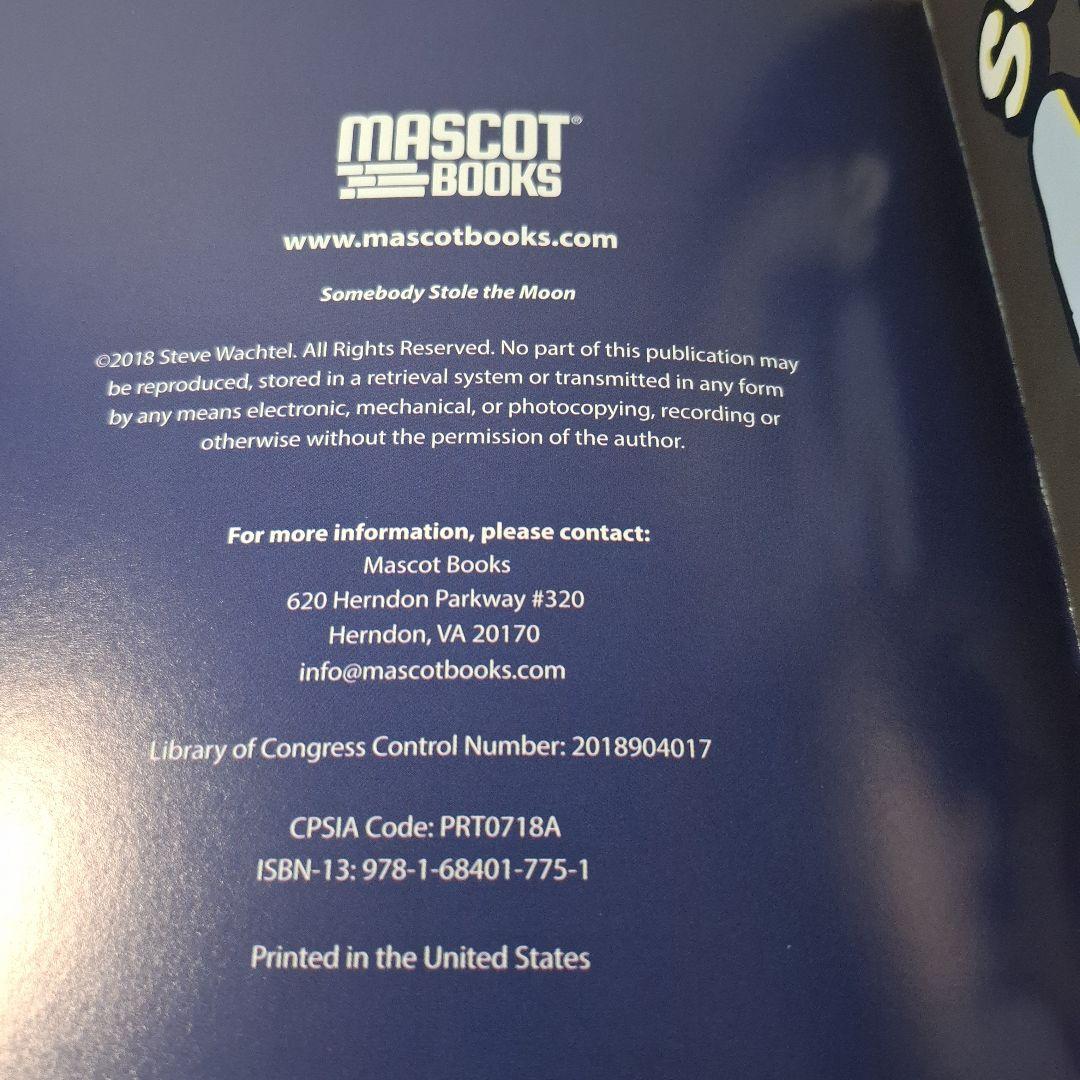 MASCOT®
BOOKS
www.mascotbooks.com
Somebody Stole the Moon
©2018 Steve Wachtel. All Rights Reserved. No part of this publication may
be reproduced, stored in a retrieval system or transmitted in any form
by any means electronic, mechanical, or photocopying, recording or
otherwise without the permission of the author.
For more information, please contact:
Mascot Books
620 Herndon Parkway #320
Herndon, VA 20170
info@mascotbooks.com
Library of Congress Control Number: 2018904017
CPSIA Code: PRT0718A
ISBN-13: 978-1-68401-775-1
Printed in the United States